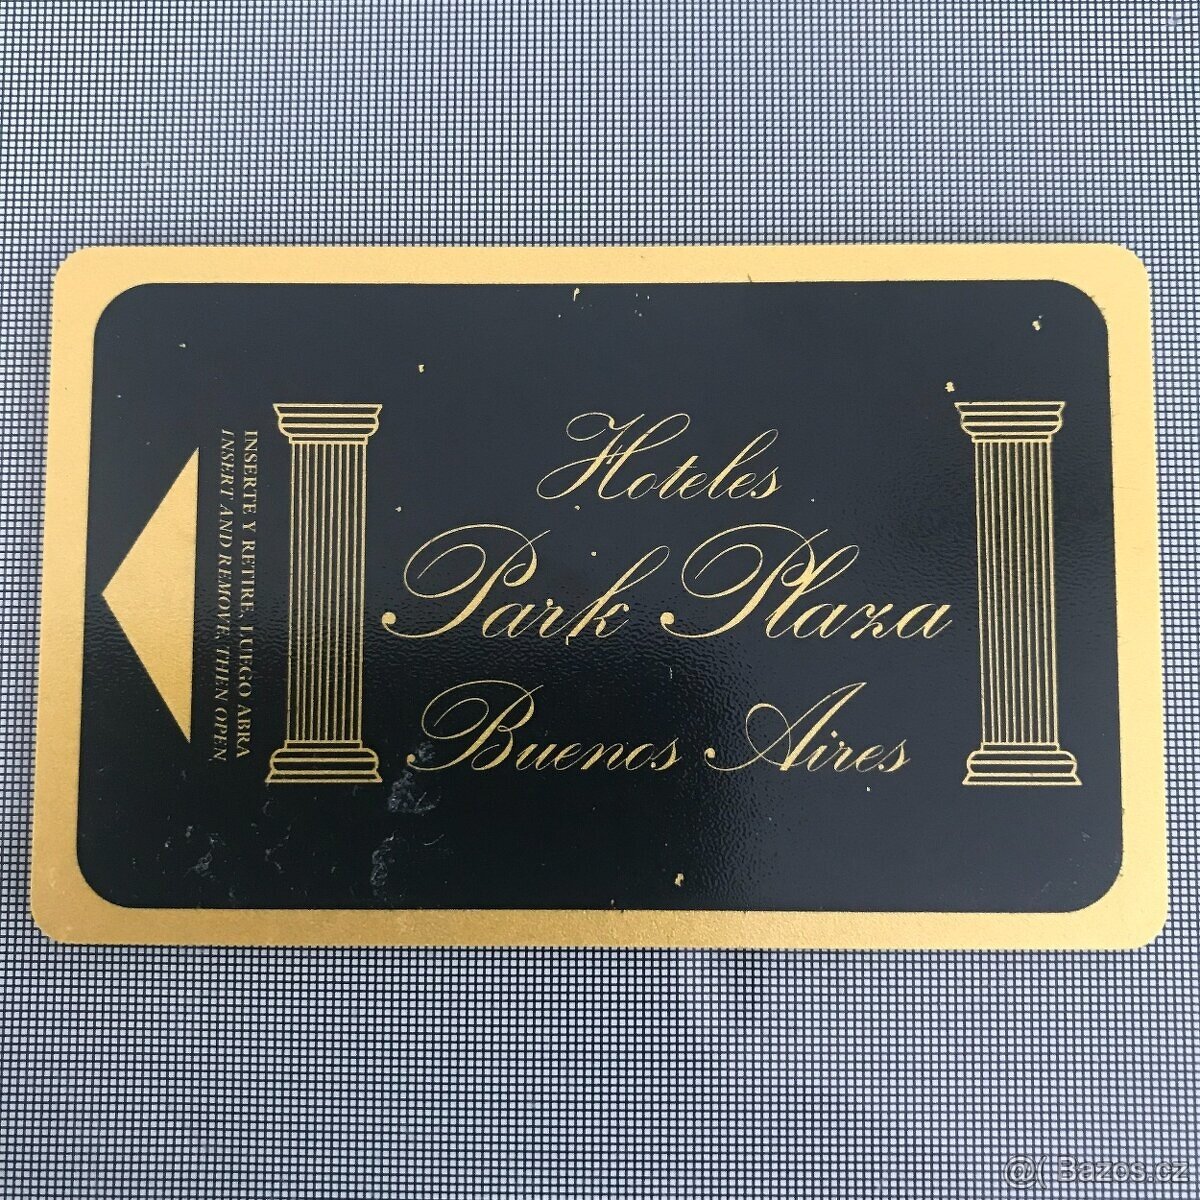 Hoteles
Park Plaza
Buenos Aires
INSERTE Y RETIRE, LUEGO ABRA
INSERT AND REMOVE, THEN OPEN
@( Bazos.cz